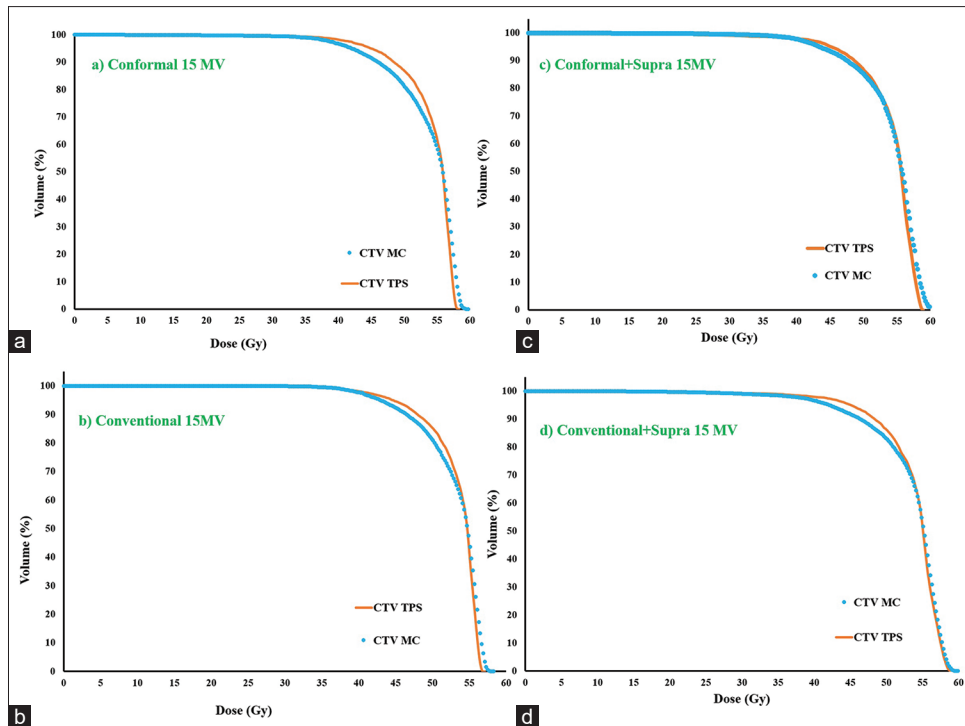 a) Conformal 15 MV
Volume (%)
100
90
80
70
60
50
40
30
20
10
0
0 5 10 15 20 25 30 35 40 45 50 55 60
Dose (Gy)
CTV MC
CTV TPS
a
c) Conformal+Supra 15MV
Volume (%)
100
90
80
70
60
50
40
30
20
10
0
0 5 10 15 20 25 30 35 40 45 50 55 60
Dose (Gy)
CTV TPS
CTV MC
c
b) Conventional 15MV
Volume (%)
100
90
80
70
60
50
40
30
20
10
0
0 5 10 15 20 25 30 35 40 45 50 55 60
Dose (Gy)
CTV TPS
CTV MC
b
d) Conventional+Supra 15 MV
Volume (%)
100
90
80
70
60
50
40
30
20
10
0
0 5 10 15 20 25 30 35 40 45 50 55 60
Dose (Gy)
CTV MC
CTV TPS
d